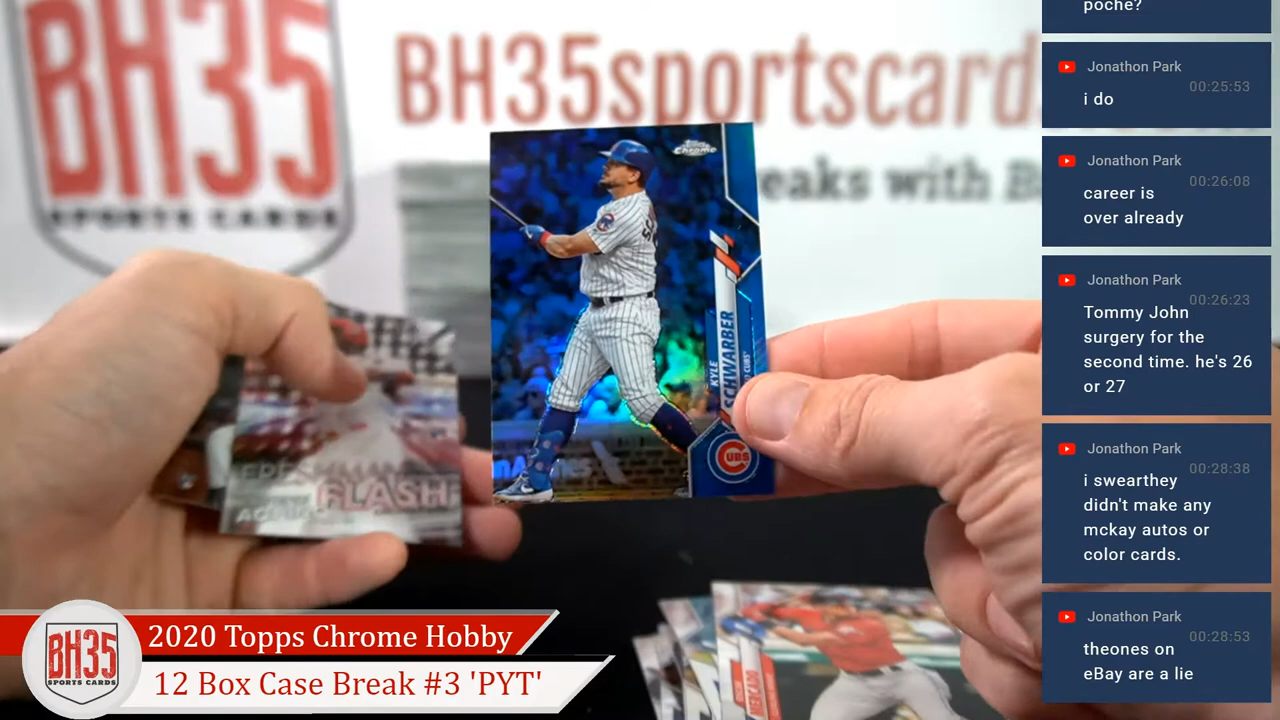 BH35
SPORTS CARDS
BH35sportscard
eaks with B
Topps
Chrome
KYLE
SCHWARBER
CUBS
CUBS
FLASH
MERCADO
BH35
SPORTS CARDS
2020 Topps Chrome Hobby
12 Box Case Break #3 'PYT'
poche?
Jonathon Park
00:25:53
i do
Jonathon Park
00:26:08
career is
over already
Jonathon Park
00:26:23
Tommy John
surgery for the
second time. he's 26
or 27
Jonathon Park
00:28:38
i swearthey
didn't make any
mckay autos or
color cards.
Jonathon Park
00:28:53
theones on
eBay are a lie